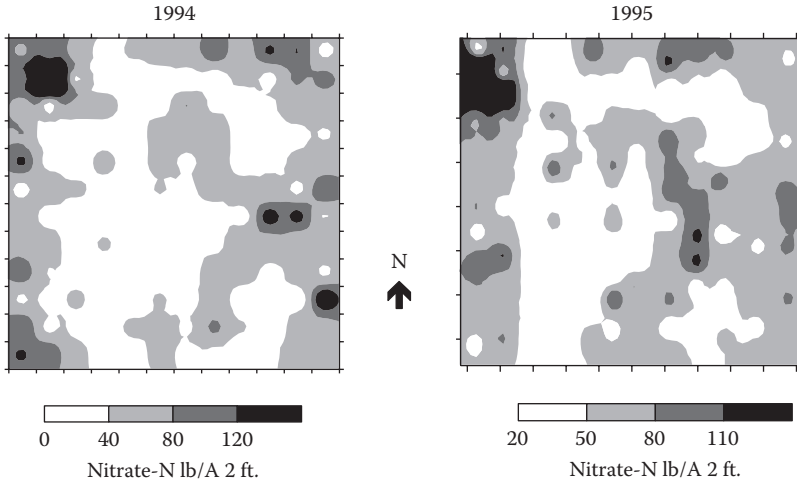 1994
1995
N
0 40 80 120
Nitrate-N lb/A 2 ft.
20 50 80 110
Nitrate-N lb/A 2 ft.